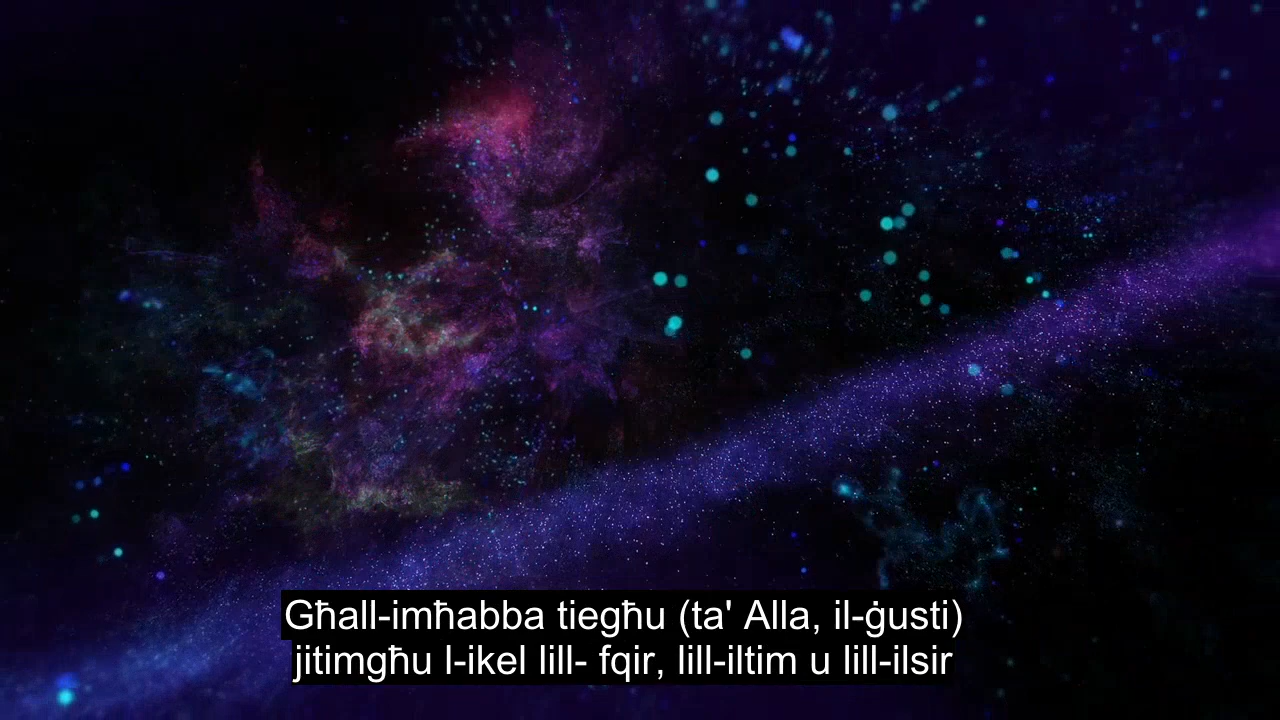 Għall-imħabba tiegħu (ta' Alla, il-ġusti)
jitimgħu l-ikel lill- fqir, lill-iltim u lill-ilsir